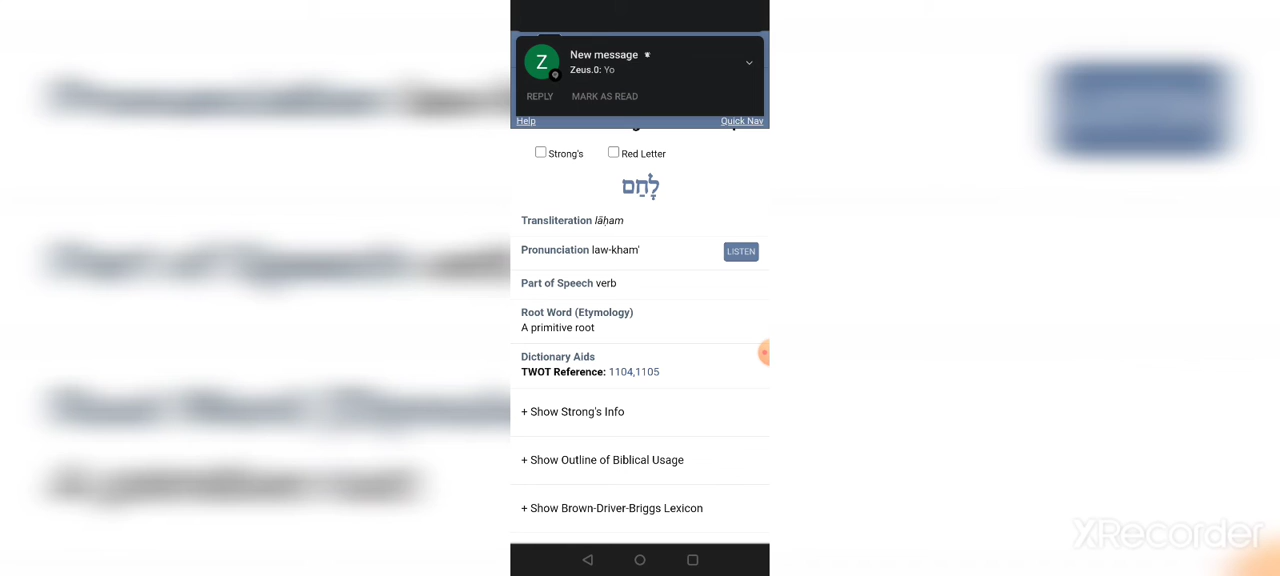 Z
New message
Zeus.0: Yo
REPLY MARK AS READ
Help Quick Nav
Strong's Red Letter
לָחַם
Transliteration lāḥam
Pronunciation law-kham' LISTEN
Part of Speech verb
Root Word (Etymology)
A primitive root
Dictionary Aids
TWOT Reference: 1104,1105
+ Show Strong's Info
+ Show Outline of Biblical Usage
+ Show Brown-Driver-Briggs Lexicon
XRecorder